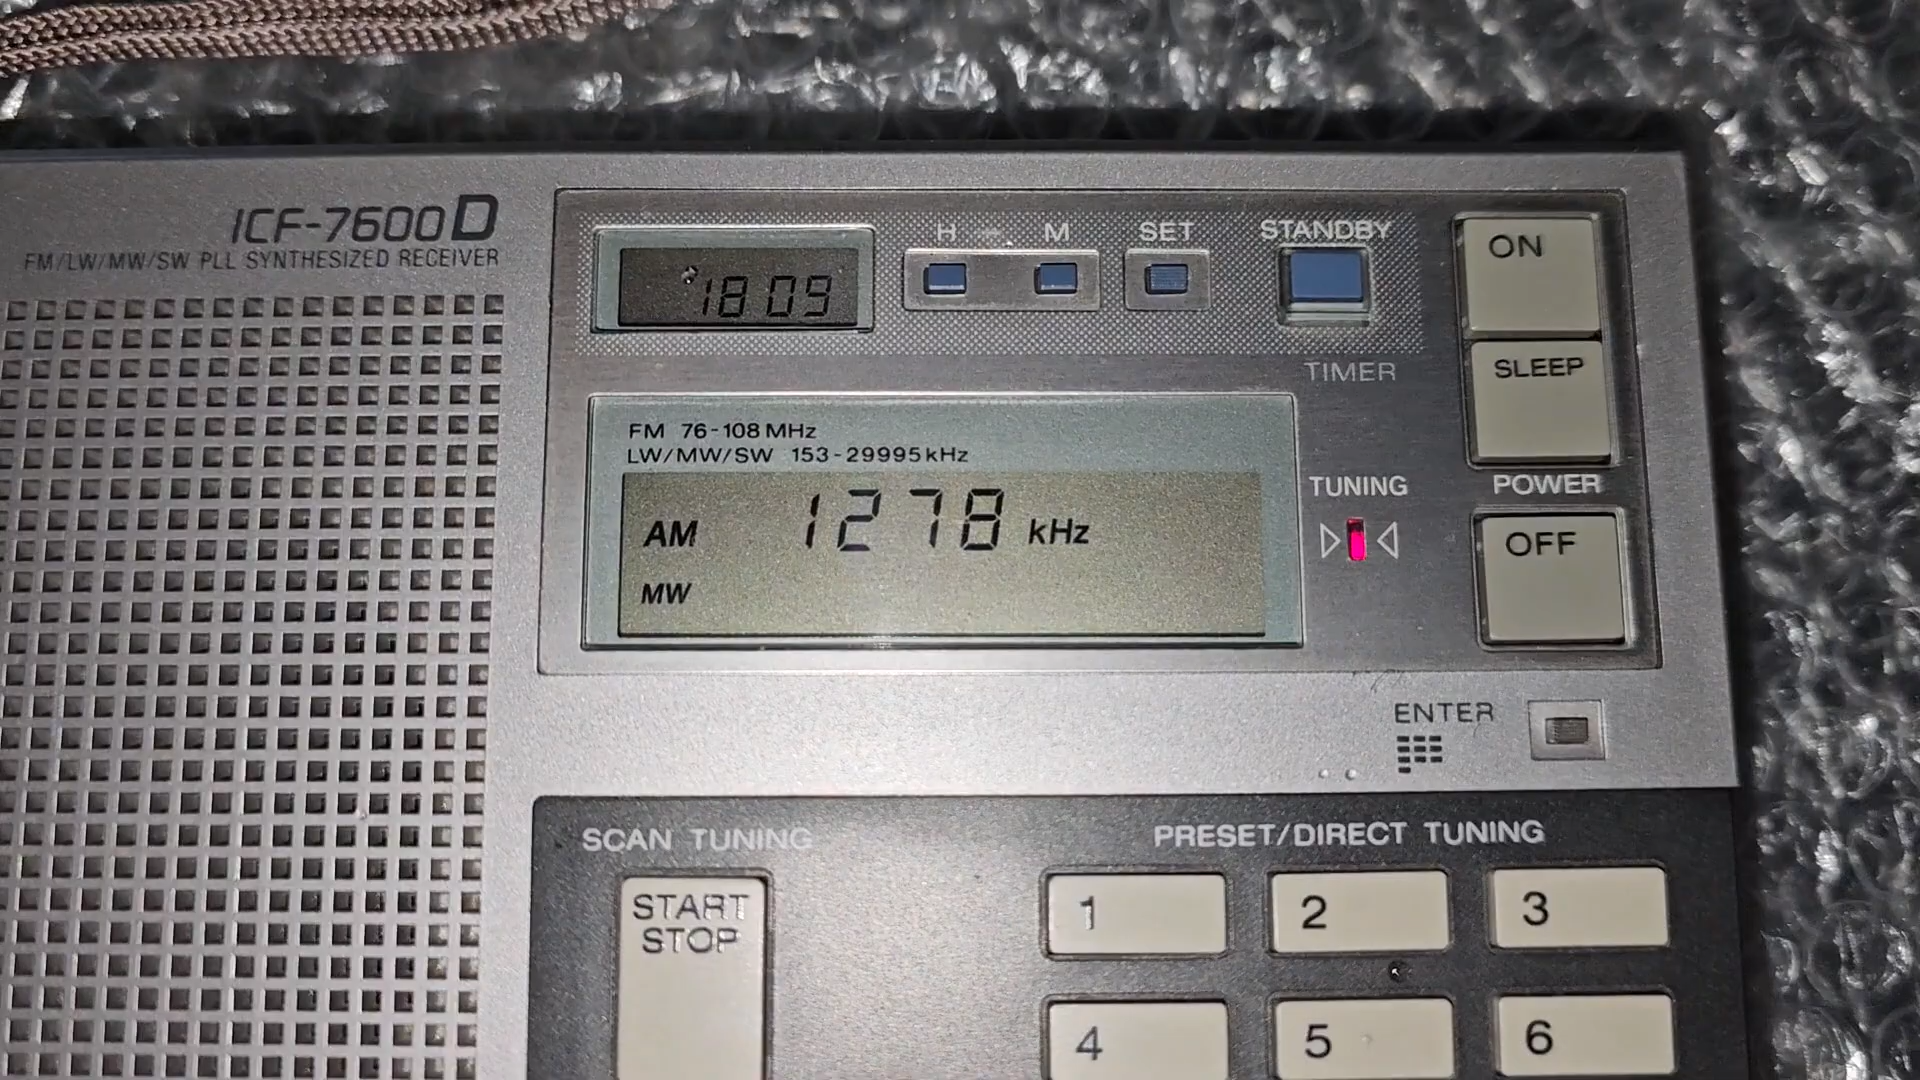 ICF-7600D
FM/LW/MW/SW PLL SYNTHESIZED RECEIVER
18 09
H M SET STANDBY
TIMER
ON
SLEEP
POWER
OFF
FM 76-108 MHz
LW/MW/SW 153-29995 kHz
AM 1278 kHz
MW
TUNING
ENTER
SCAN TUNING
START
STOP
PRESET/DIRECT TUNING
1 2 3
4 5 6